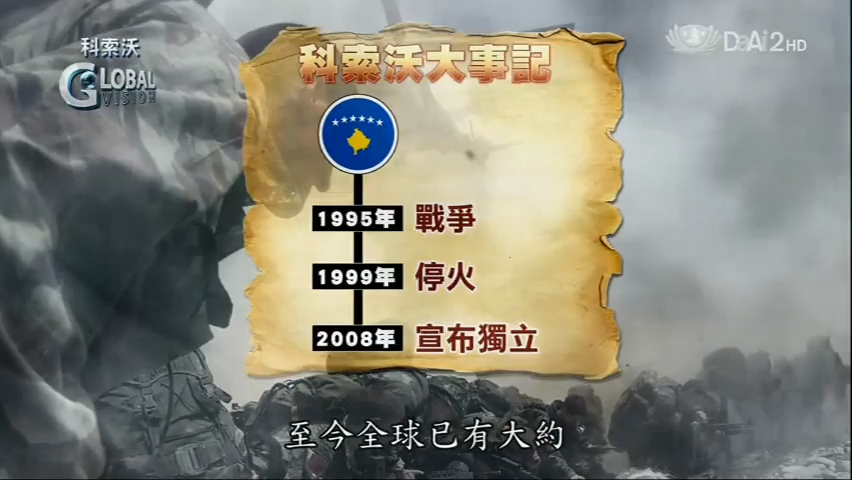 科索沃
GLOBAL
VISION
科索沃大事記
DaAi2HD
1995年 戰爭
1999年 停火
2008年 宣布獨立
至今全球已有大約